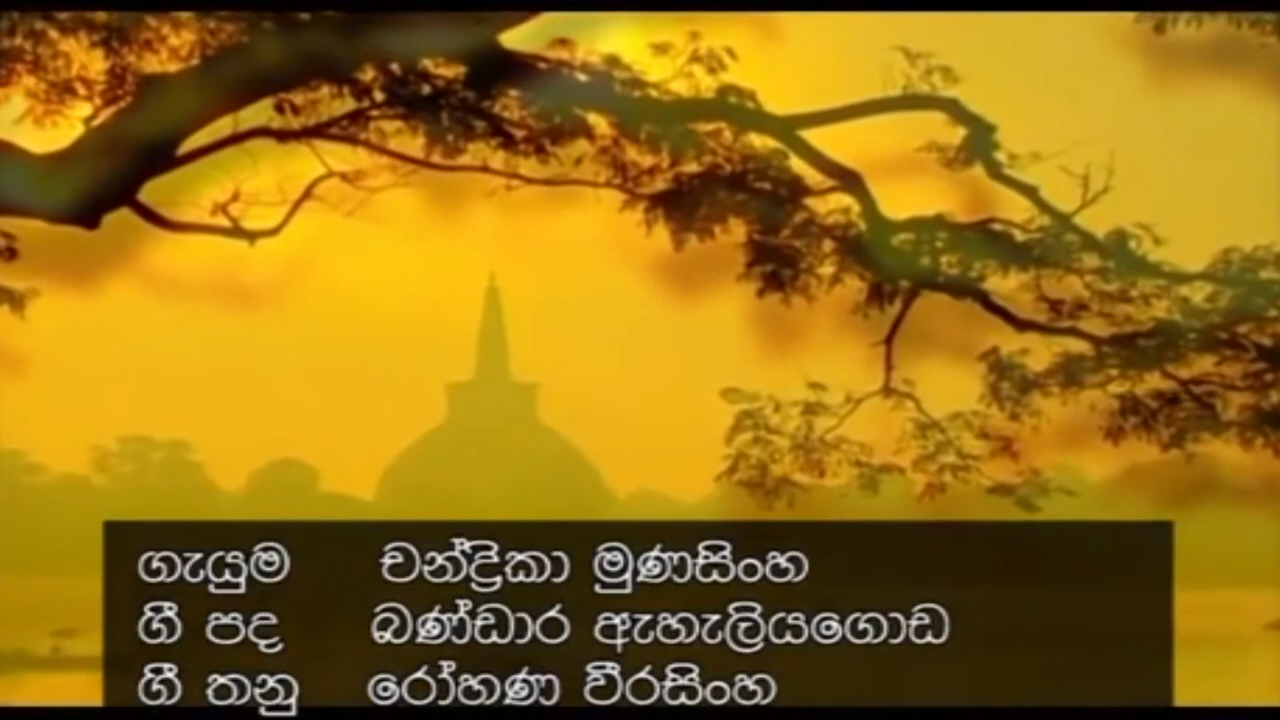 ගැයුම චන්ද්‍රිකා මුණසිංහ
ගී පද බණ්ඩාර ඇහැලියගොඩ
ගී තනු රෝහණ වීරසිංහ